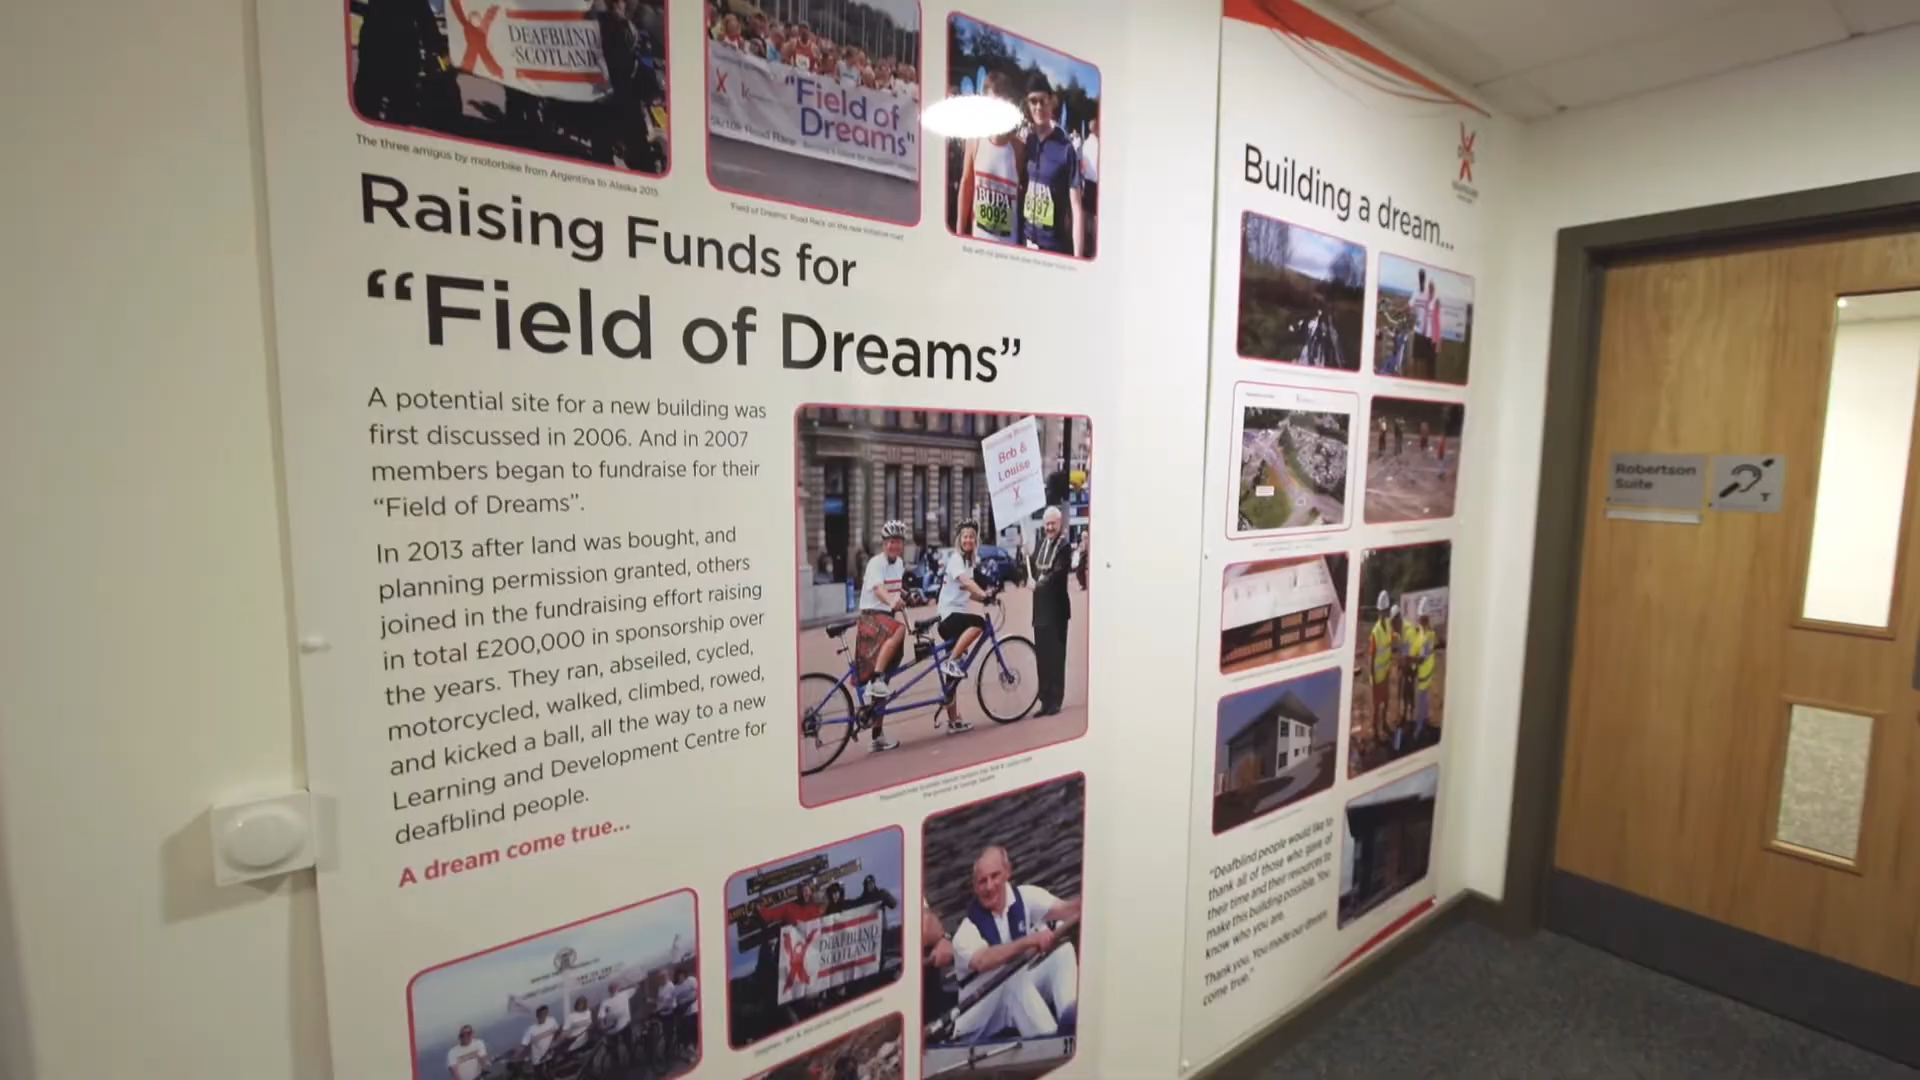 DEAFBLIND
SCOTLAND
The three amigos by motorbike from Argentina to Alaska 2015
"Field of
Dreams"
5k/10k Road Race
BUPA
8092
BUPA
Raising Funds for
“Field of Dreams”
A potential site for a new building was
first discussed in 2006. And in 2007
members began to fundraise for their
“Field of Dreams”.
In 2013 after land was bought, and
planning permission granted, others
joined in the fundraising effort raising
in total £200,000 in sponsorship over
the years. They ran, abseiled, cycled,
motorcycled, walked, climbed, rowed,
and kicked a ball, all the way to a new
Learning and Development Centre for
deafblind people.
A dream come true...
Bob &
Louise
DEAFBLIND
SCOTLAND
27
Building a dream...
“Deafblind people would like to
thank all of those who gave of
their time and their resources to
make this building possible. You
know who you are.
Thank you. You made our dream
come true.”
Robertson
Suite
T